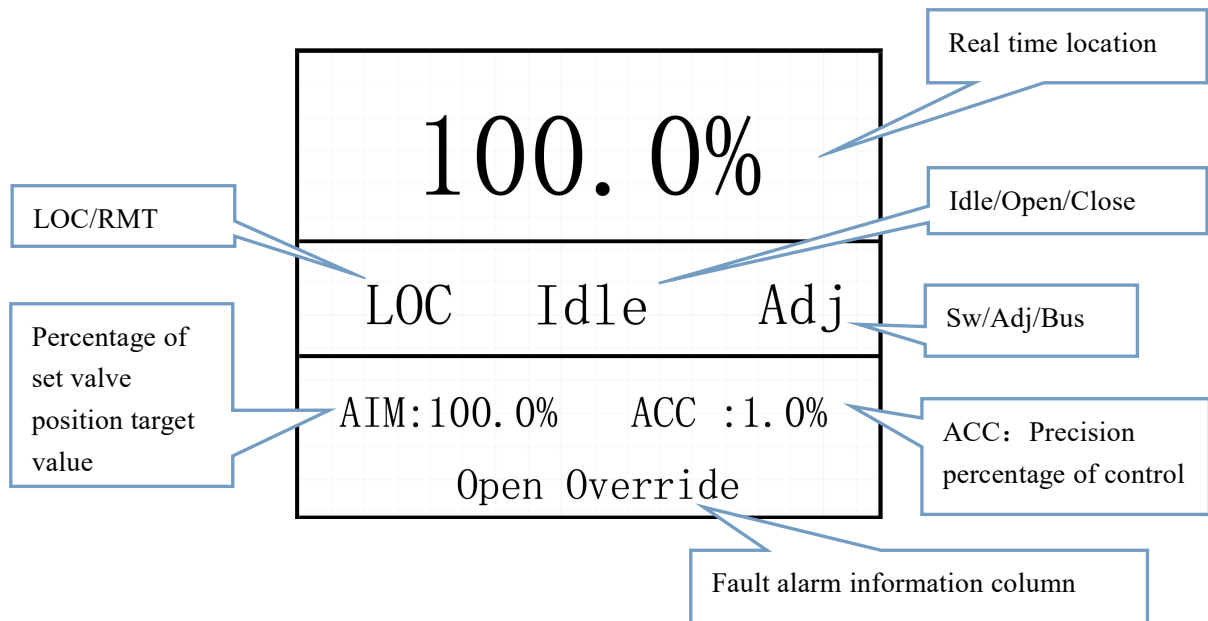 Real time location
100.0%
Idle/Open/Close
LOC/RMT
LOC Idle Adj
Sw/Adj/Bus
Percentage of
set valve
position target
value
AIM:100.0% ACC :1.0%
ACC：Precision
percentage of control
Open Override
Fault alarm information column